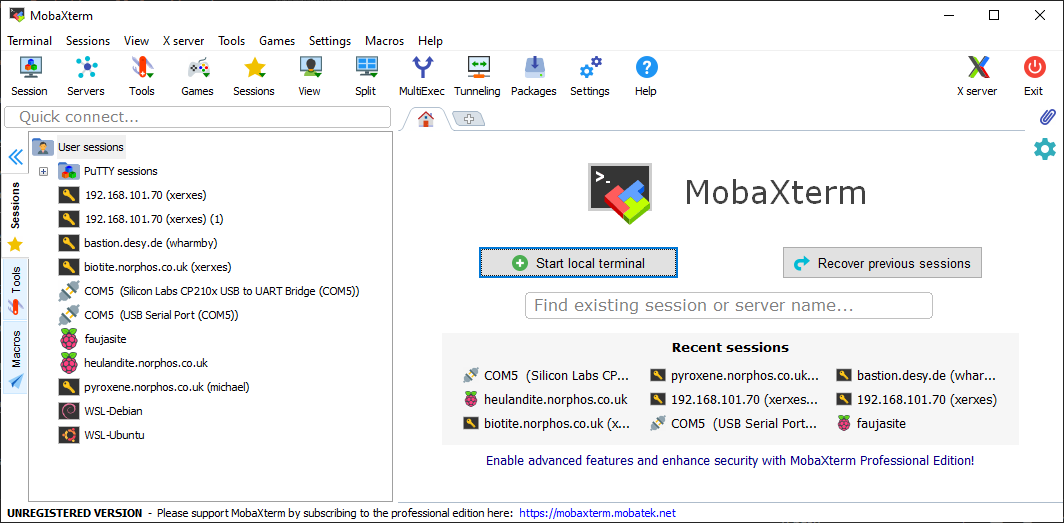 MobaXterm
Terminal Sessions View X server Tools Games Settings Macros Help
Session Servers Tools Games Sessions View Split MultiExec Tunneling Packages Settings Help X server Exit
Quick connect...
User sessions
PuTTY sessions
192.168.101.70 (xerxes)
192.168.101.70 (xerxes) (1)
bastion.desy.de (wharmby)
biotite.norphos.co.uk (xerxes)
COM5 (Silicon Labs CP210x USB to UART Bridge (COM5))
COM5 (USB Serial Port (COM5))
faujasite
heulandite.norphos.co.uk
pyroxene.norphos.co.uk (michael)
WSL-Debian
WSL-Ubuntu
Sessions
Tools
Macros
>_
MobaXterm
Start local terminal Recover previous sessions
Find existing session or server name...
Recent sessions
COM5 (Silicon Labs CP... pyroxene.norphos.co.uk... bastion.desy.de (whar...
heulandite.norphos.co.uk 192.168.101.70 (xerxes... 192.168.101.70 (xerxes)
biotite.norphos.co.uk (x... COM5 (USB Serial Port... faujasite
Enable advanced features and enhance security with MobaXterm Professional Edition!
UNREGISTERED VERSION - Please support MobaXterm by subscribing to the professional edition here: https://mobaxterm.mobatek.net